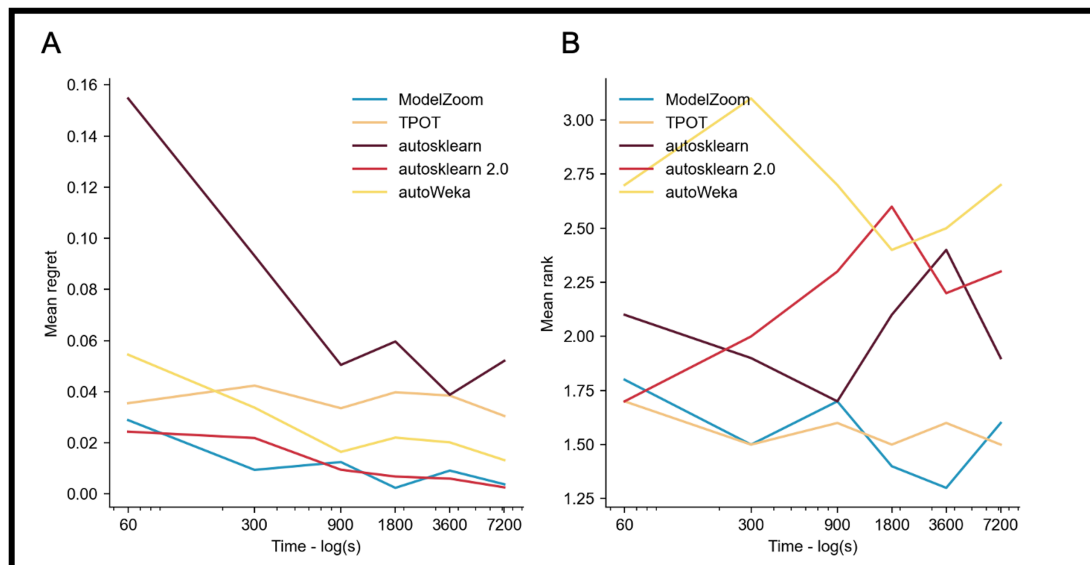 A
Mean regret
0.16
0.14
0.12
0.10
0.08
0.06
0.04
0.02
0.00
ModelZoom
TPOT
autosklearn
autosklearn 2.0
autoWeka
60 300 900 1800 3600 7200
Time - log(s)
B
Mean rank
3.00
2.75
2.50
2.25
2.00
1.75
1.50
1.25
ModelZoom
TPOT
autosklearn
autosklearn 2.0
autoWeka
60 300 900 1800 3600 7200
Time - log(s)